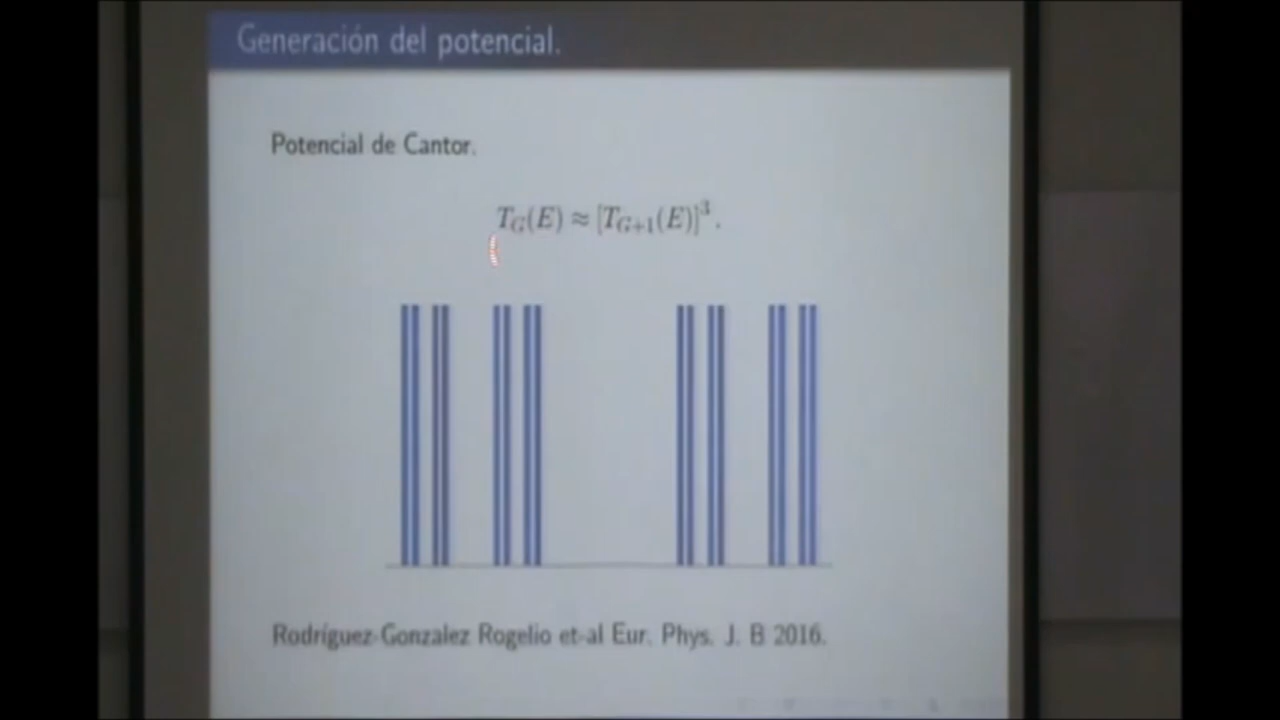 Generación del potencial.
Potencial de Cantor.
T_G(E) ≈ [T_{G+1}(E)]^3.
Rodríguez-Gonzalez Rogelio et-al Eur. Phys. J. B 2016.